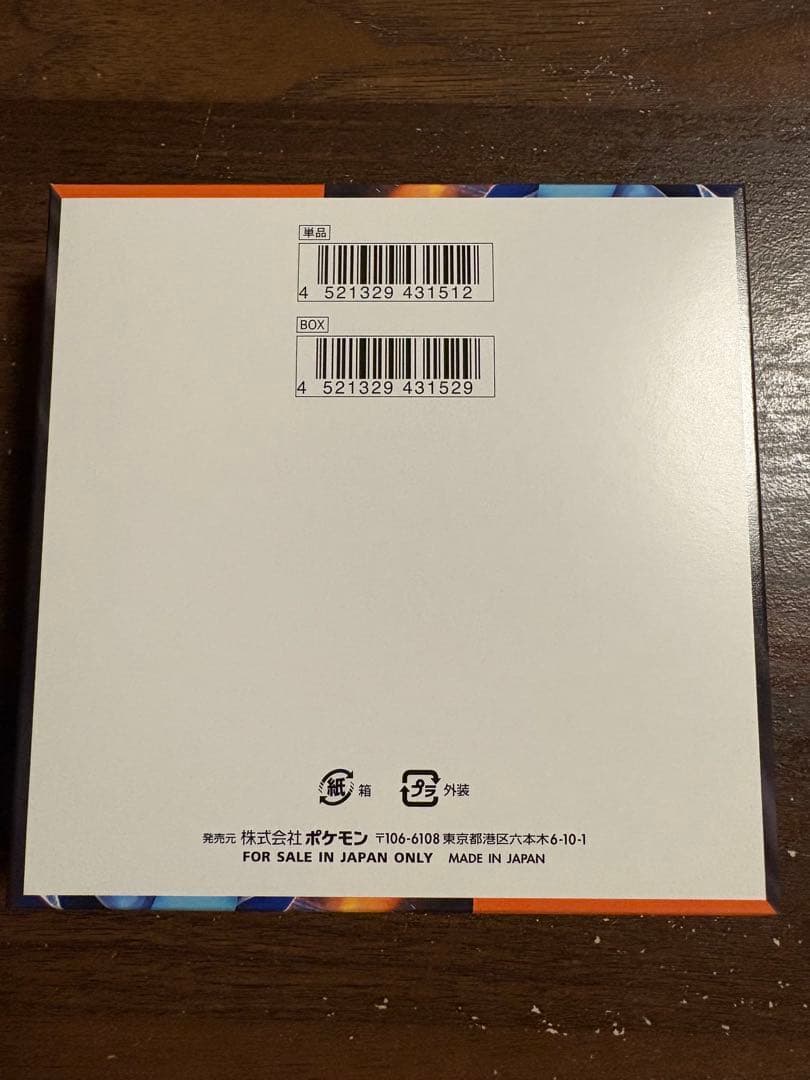 単品
4 521329 431512
BOX
4 521329 431529
紙 箱 プラ 外装
発売元 株式会社 ポケモン 〒106-6108 東京都港区六本木6-10-1
FOR SALE IN JAPAN ONLY MADE IN JAPAN